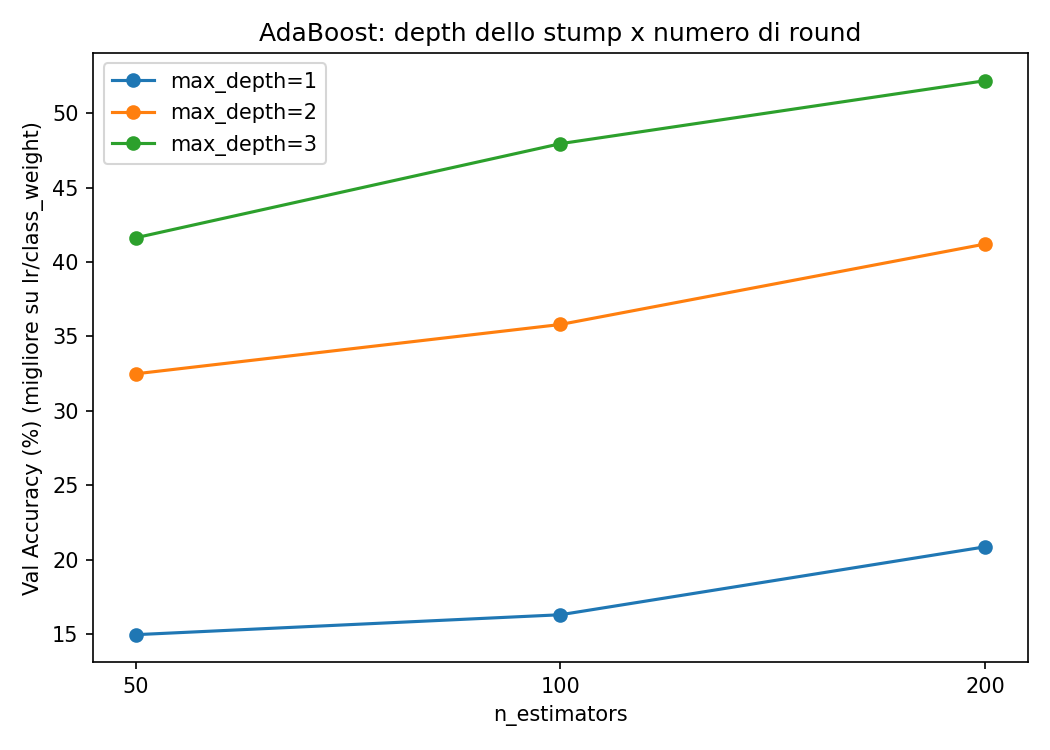 AdaBoost: depth dello stump x numero di round
max_depth=1
max_depth=2
max_depth=3
Val Accuracy (%) (migliore su lr/class_weight)
50
45
40
35
30
25
20
15
50
100
200
n_estimators